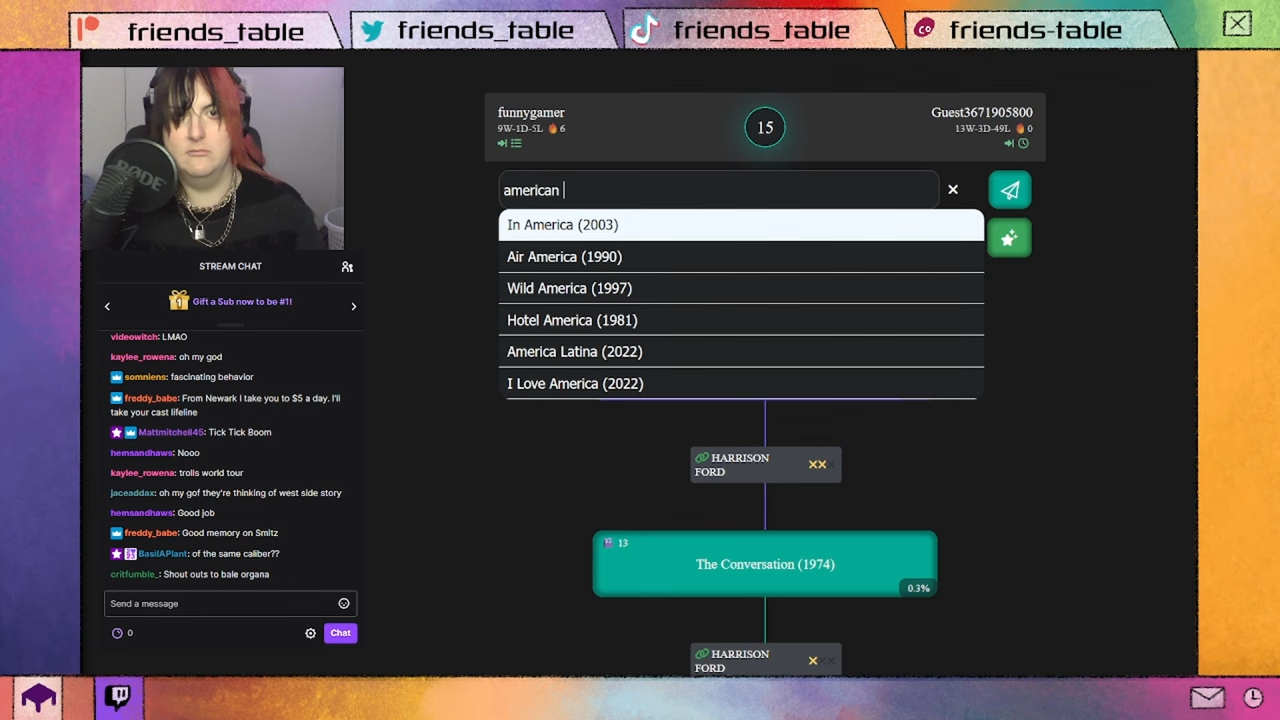 friends_table
friends_table
friends_table
friends-table
RØDE
STREAM CHAT
Gift a Sub now to be #1!
1
videowitch: LMAO
kaylee_rowena: oh my god
somniens: fascinating behavior
freddy_babe: From Newark I take you to $5 a day. I'll
take your cast lifeline
Mattmitchell45: Tick Tick Boom
hemsandhaws: Nooo
kaylee_rowena: trolls world tour
jaceaddax: oh my gof they're thinking of west side story
hemsandhaws: Good job
freddy_babe: Good memory on Smitz
BasilAPlant: of the same caliber??
critfumble_: Shout outs to bale organa
Send a message
0
Chat
funnygamer
9W-1D-5L 6
15
Guest3671905800
13W-3D-49L 0
american
In America (2003)
Air America (1990)
Wild America (1997)
Hotel America (1981)
America Latina (2022)
I Love America (2022)
HARRISON
FORD
13
The Conversation (1974)
0.3%
HARRISON
FORD